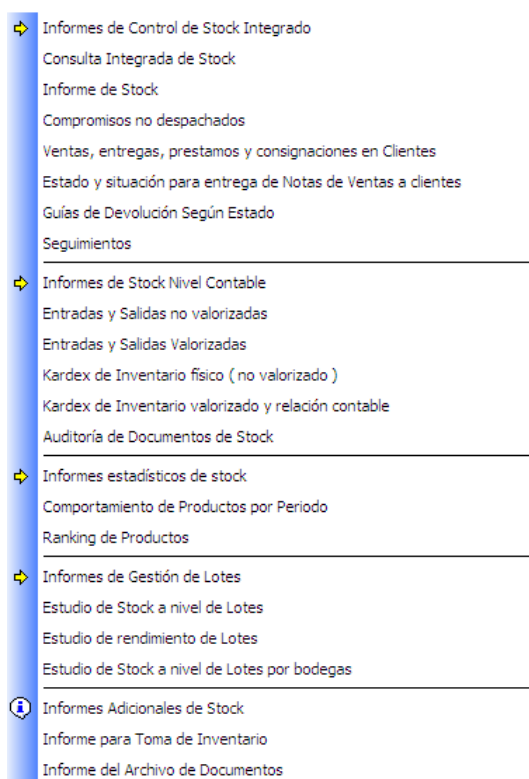 Informes de Control de Stock Integrado
Consulta Integrada de Stock
Informe de Stock
Compromisos no despachados
Ventas, entregas, prestamos y consignaciones en Clientes
Estado y situación para entrega de Notas de Ventas a clientes
Guías de Devolución Según Estado
Seguimientos
Informes de Stock Nivel Contable
Entradas y Salidas no valorizadas
Entradas y Salidas Valorizadas
Kardex de Inventario físico ( no valorizado )
Kardex de Inventario valorizado y relación contable
Auditoría de Documentos de Stock
Informes estadísticos de stock
Comportamiento de Productos por Periodo
Ranking de Productos
Informes de Gestión de Lotes
Estudio de Stock a nivel de Lotes
Estudio de rendimiento de Lotes
Estudio de Stock a nivel de Lotes por bodegas
Informes Adicionales de Stock
Informe para Toma de Inventario
Informe del Archivo de Documentos